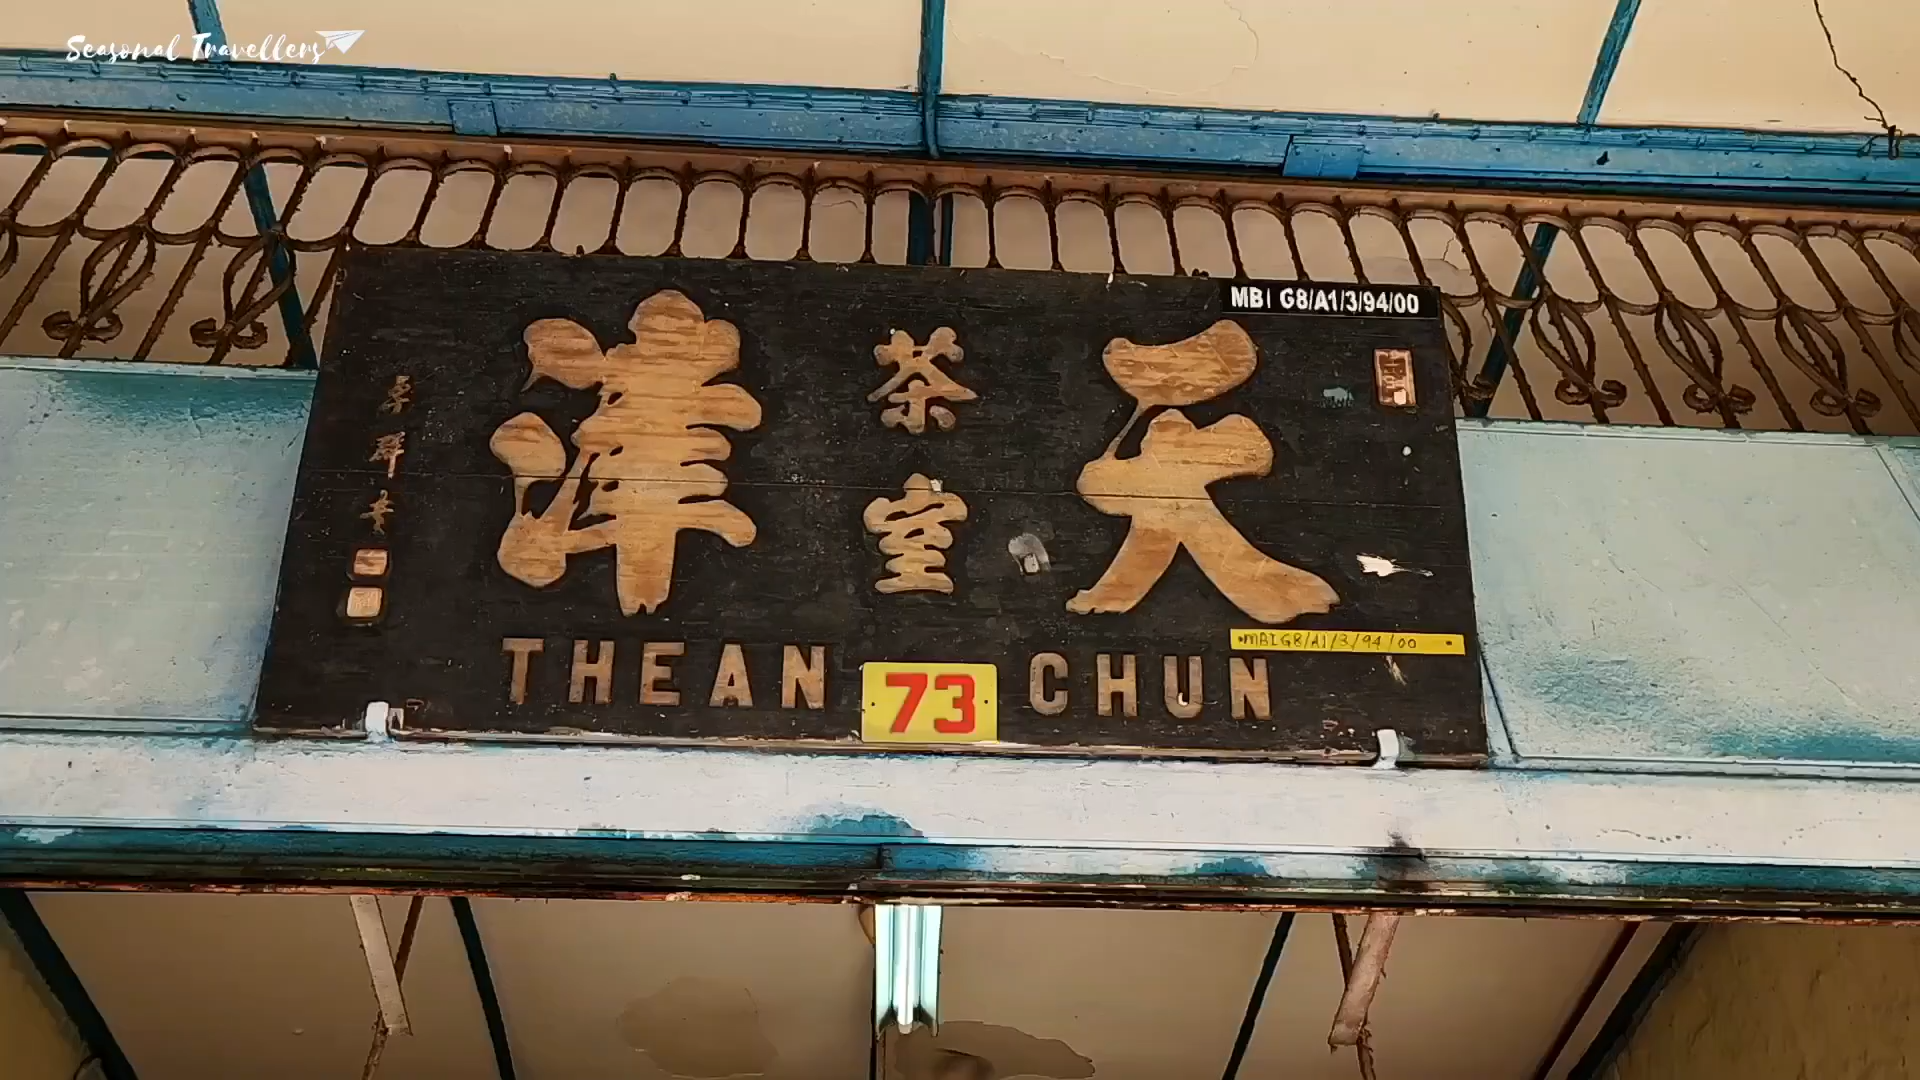 Seasonal Travellers
MBI G8/A1/3/94/00
天津
茶室
THEAN CHUN
MBIG8/A1/3/94/00
73